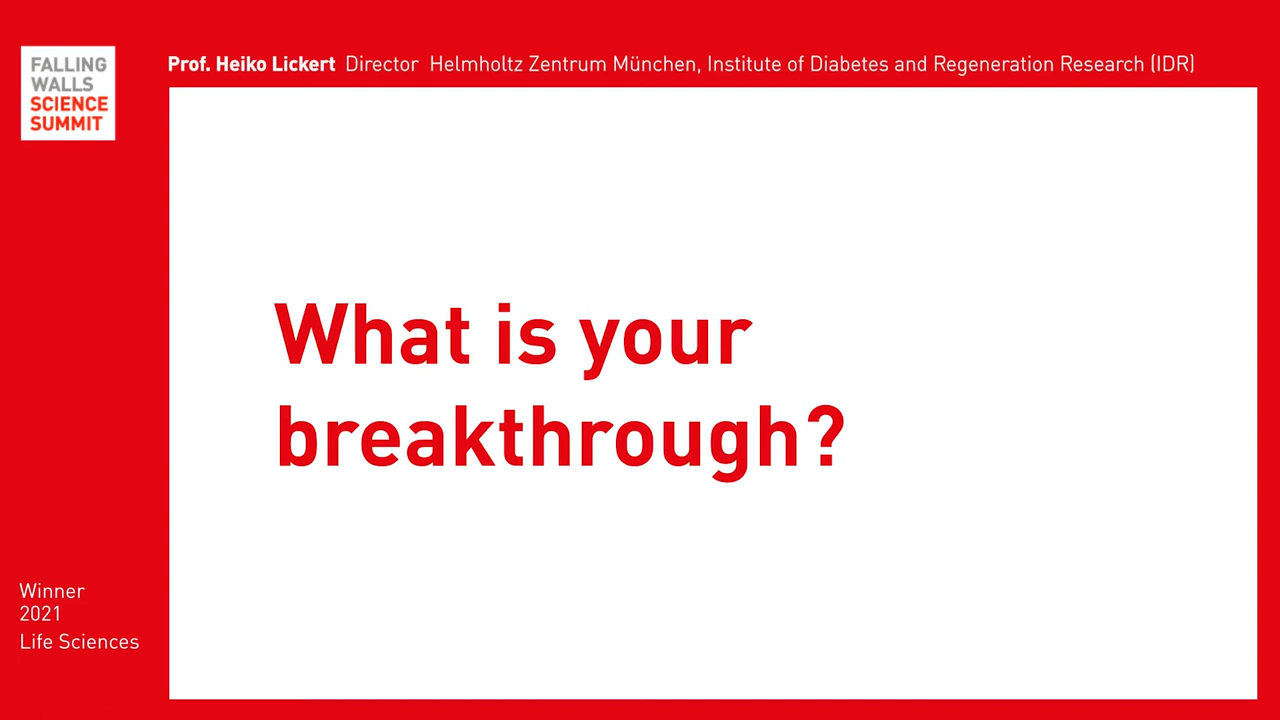 FALLING
WALLS
SCIENCE
SUMMIT
Prof. Heiko Lickert Director Helmholtz Zentrum München, Institute of Diabetes and Regeneration Research (IDR)
What is your
breakthrough?
Winner
2021
Life Sciences